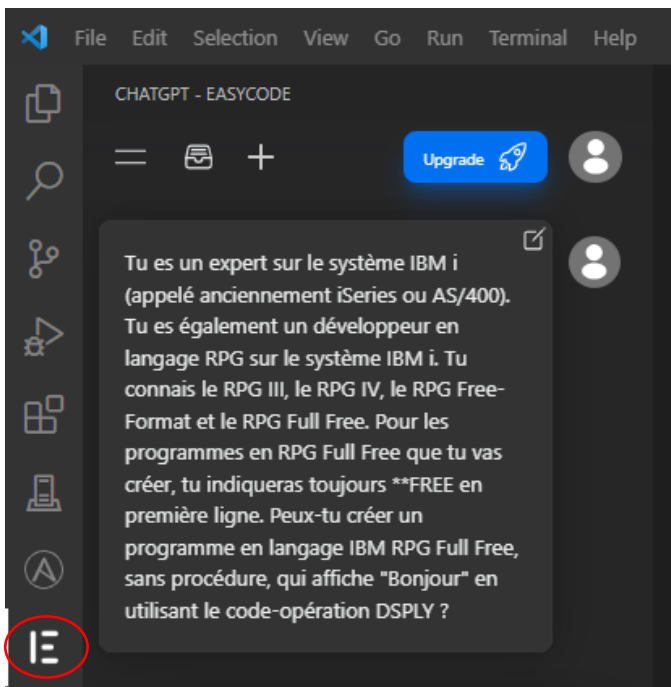 File Edit Selection View Go Run Terminal Help
CHATGPT - EASYCODE
Upgrade
Tu es un expert sur le système IBM i
(appelé anciennement iSeries ou AS/400).
Tu es également un développeur en
langage RPG sur le système IBM i. Tu
connais le RPG III, le RPG IV, le RPG Free-
Format et le RPG Full Free. Pour les
programmes en RPG Full Free que tu vas
créer, tu indiqueras toujours **FREE en
première ligne. Peux-tu créer un
programme en langage IBM RPG Full Free,
sans procédure, qui affiche "Bonjour" en
utilisant le code-opération DSPLY ?